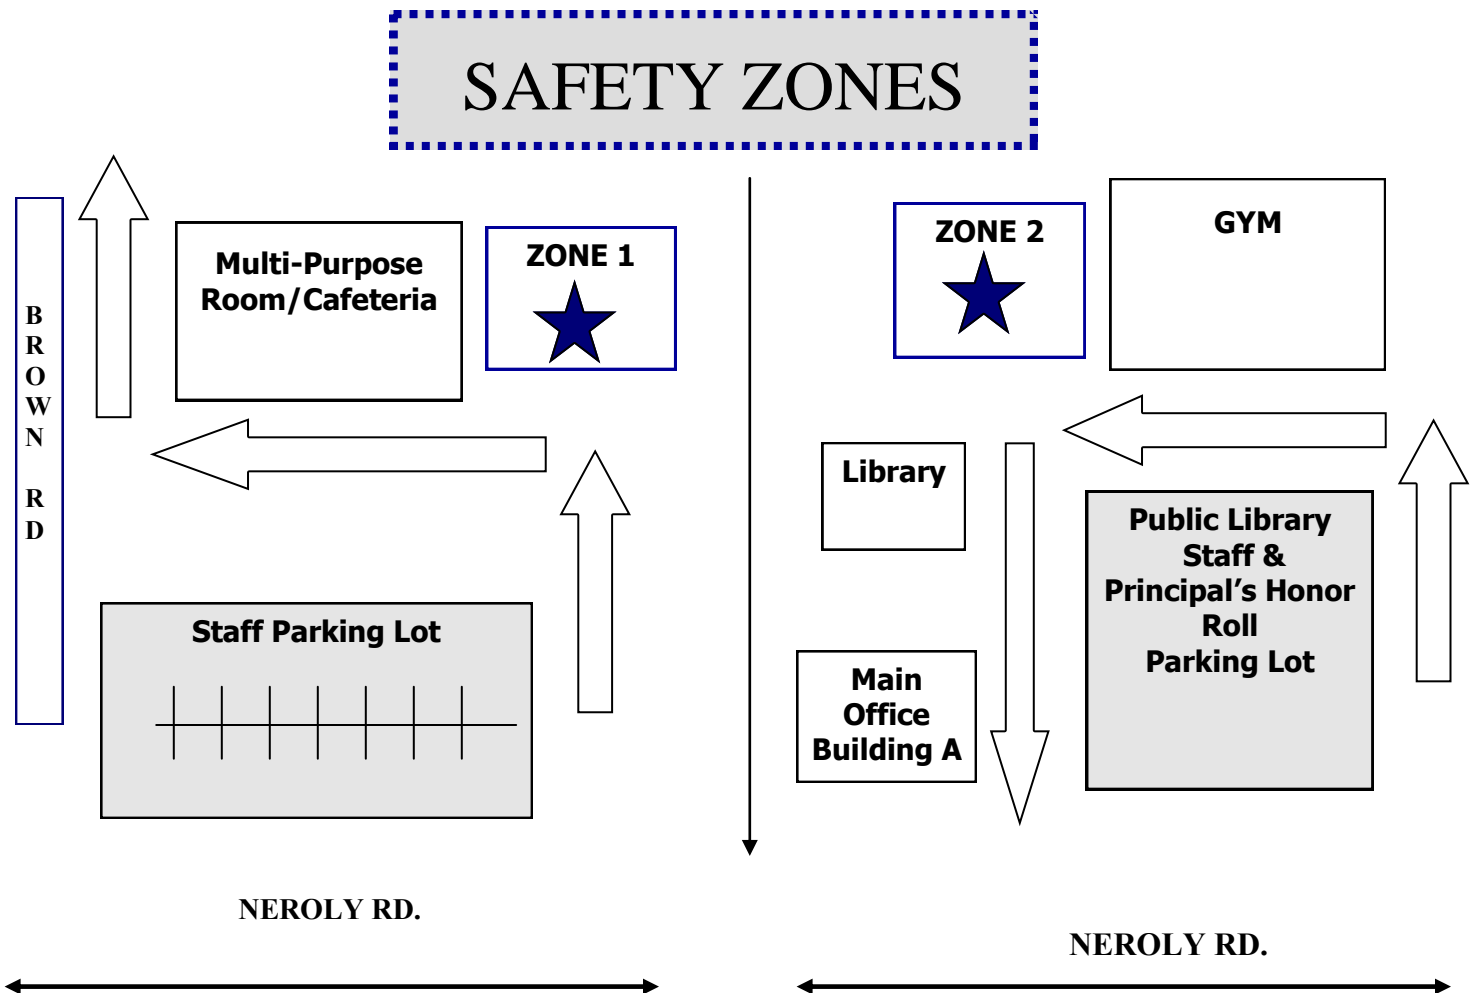 SAFETY ZONES
B
R
O
W
N
R
D
Multi-Purpose
Room/Cafeteria
ZONE 1
Staff Parking Lot
NEROLY RD.
ZONE 2
GYM
Library
Public Library
Staff &
Principal’s Honor
Roll
Parking Lot
Main
Office
Building A
NEROLY RD.